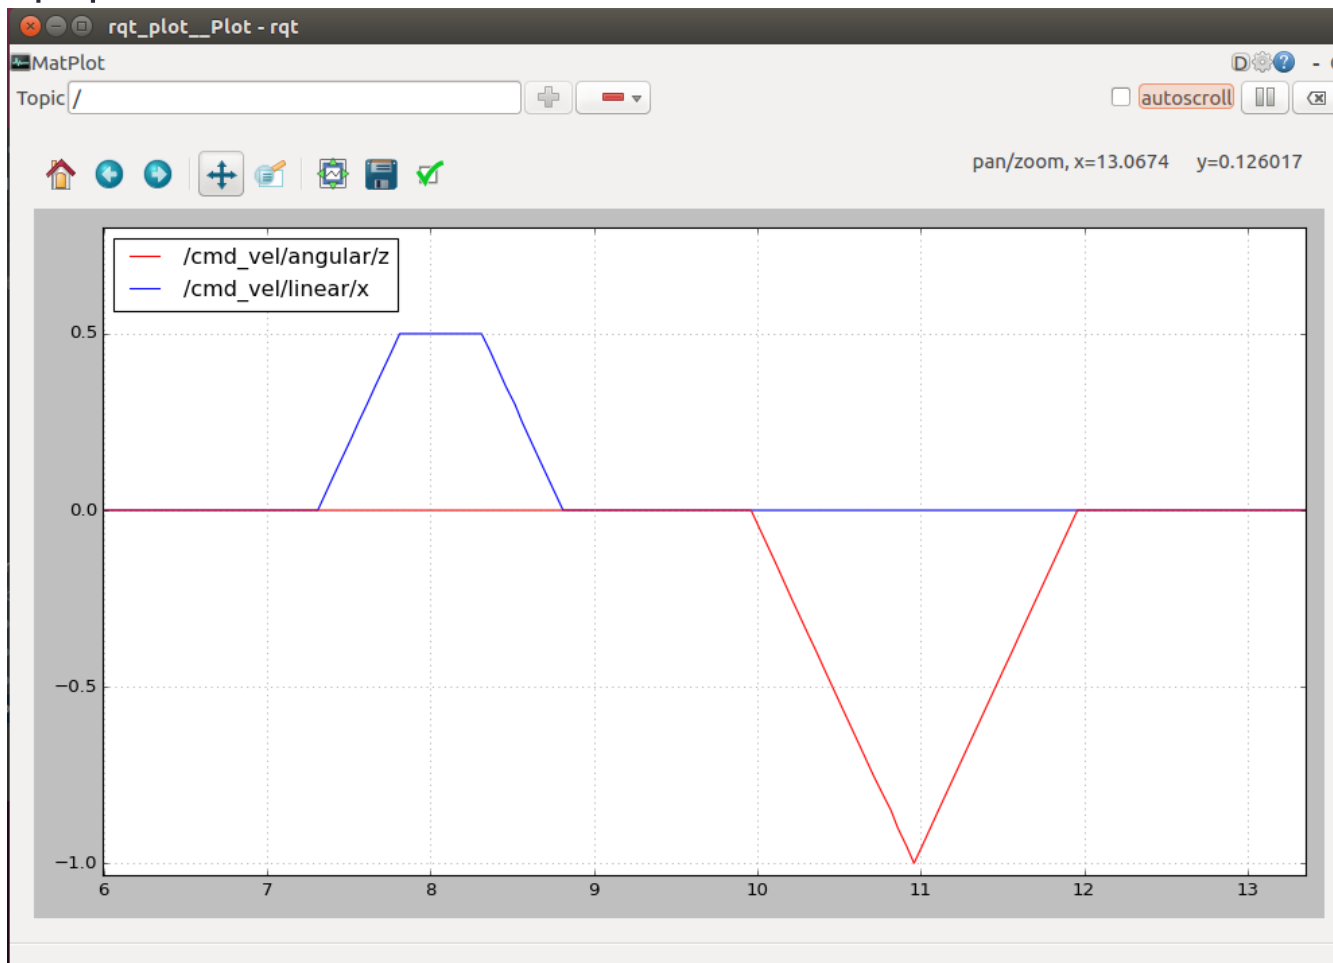 rqt_plot__Plot - rqt
MatPlot D ? -
Topic / autoscroll
pan/zoom, x=13.0674 y=0.126017
/cmd_vel/angular/z
/cmd_vel/linear/x
0.5
0.0
−0.5
−1.0
6 7 8 9 10 11 12 13